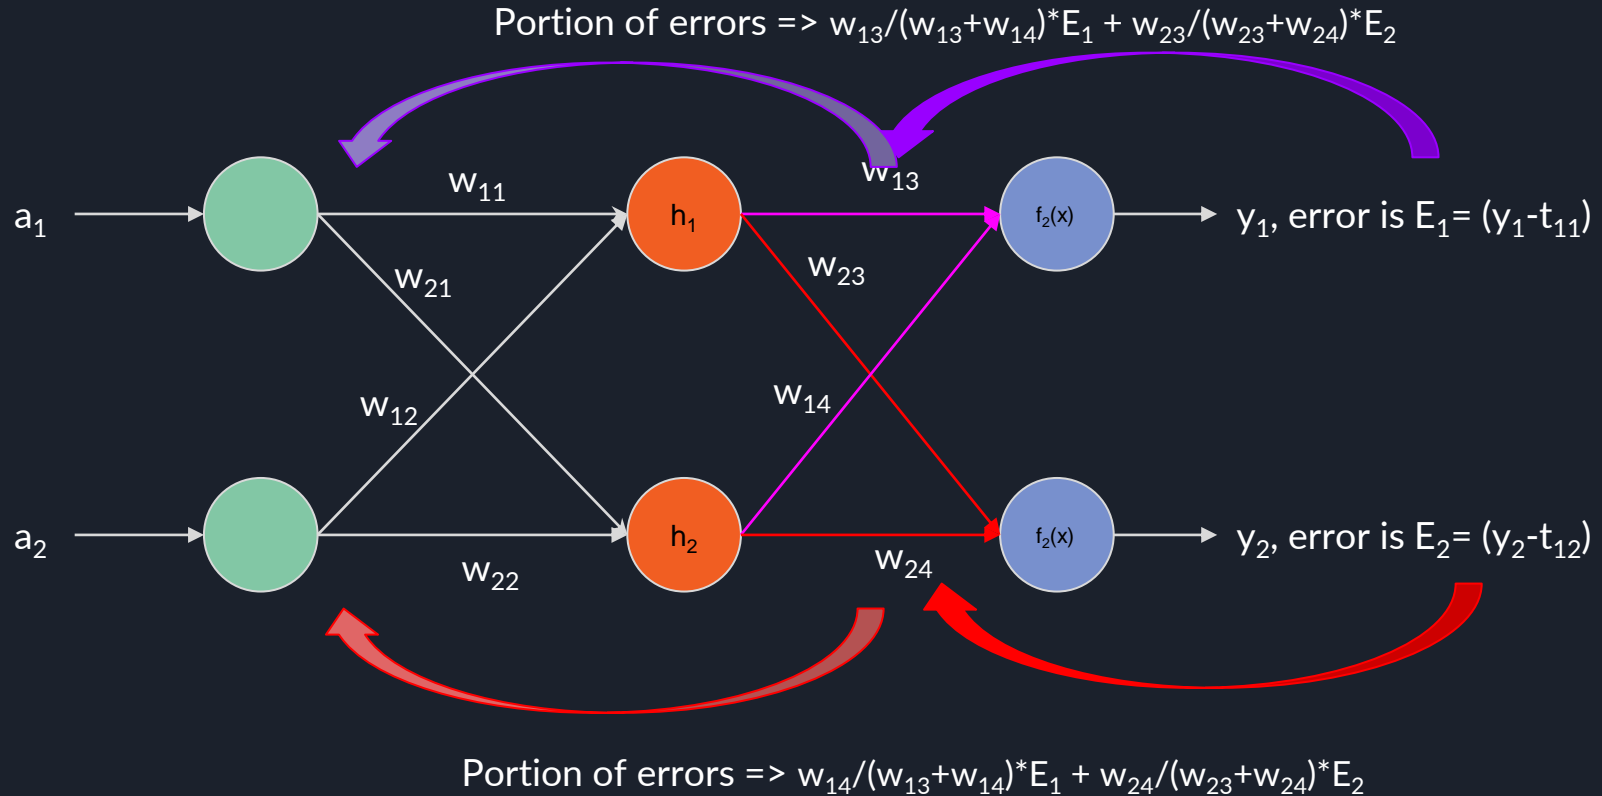 Portion of errors => w₁₃/(w₁₃+w₁₄)*E₁ + w₂₃/(w₂₃+w₂₄)*E₂
w₁₃
w₁₁
a₁
h₁
f₂(x)
y₁, error is E₁= (y₁-t₁₁)
w₂₁
w₂₃
w₁₂
w₁₄
a₂
h₂
f₂(x)
y₂, error is E₂= (y₂-t₁₂)
w₂₂
w₂₄
Portion of errors => w₁₄/(w₁₃+w₁₄)*E₁ + w₂₄/(w₂₃+w₂₄)*E₂